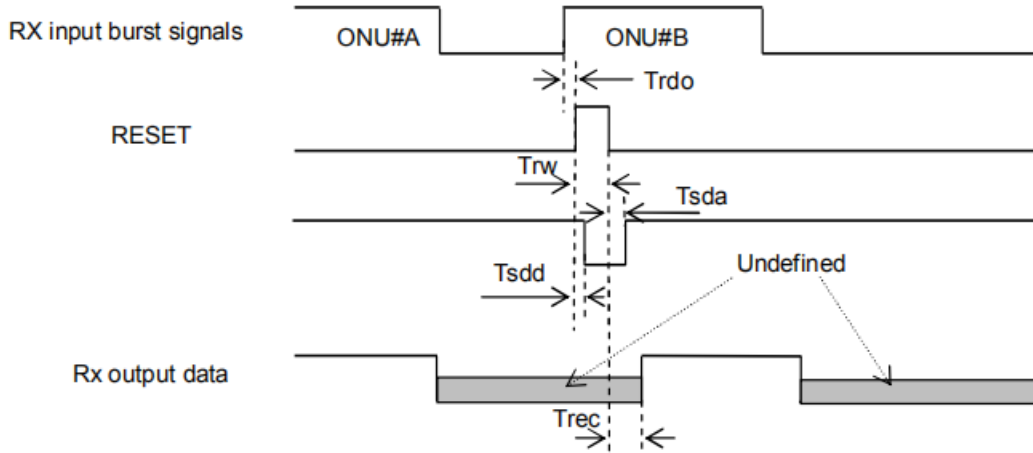 RX input burst signals
ONU#A
ONU#B
Trdo
RESET
Trw
Tsda
Tsdd
Undefined
Rx output data
Trec